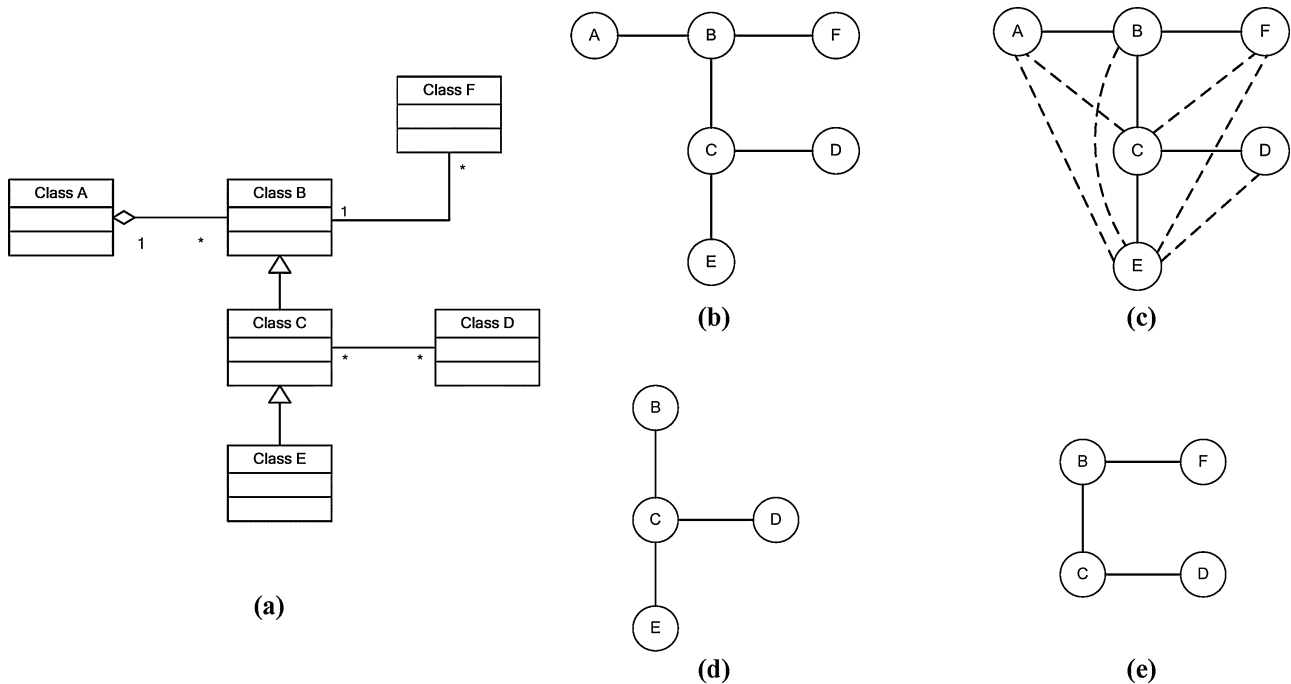 Class F
*
Class A
1
*
Class B
1
Class C
*
*
Class D
Class E
(a)
A
B
F
C
D
E
(b)
A
B
F
C
D
E
(c)
B
C
D
E
(d)
B
F
C
D
(e)